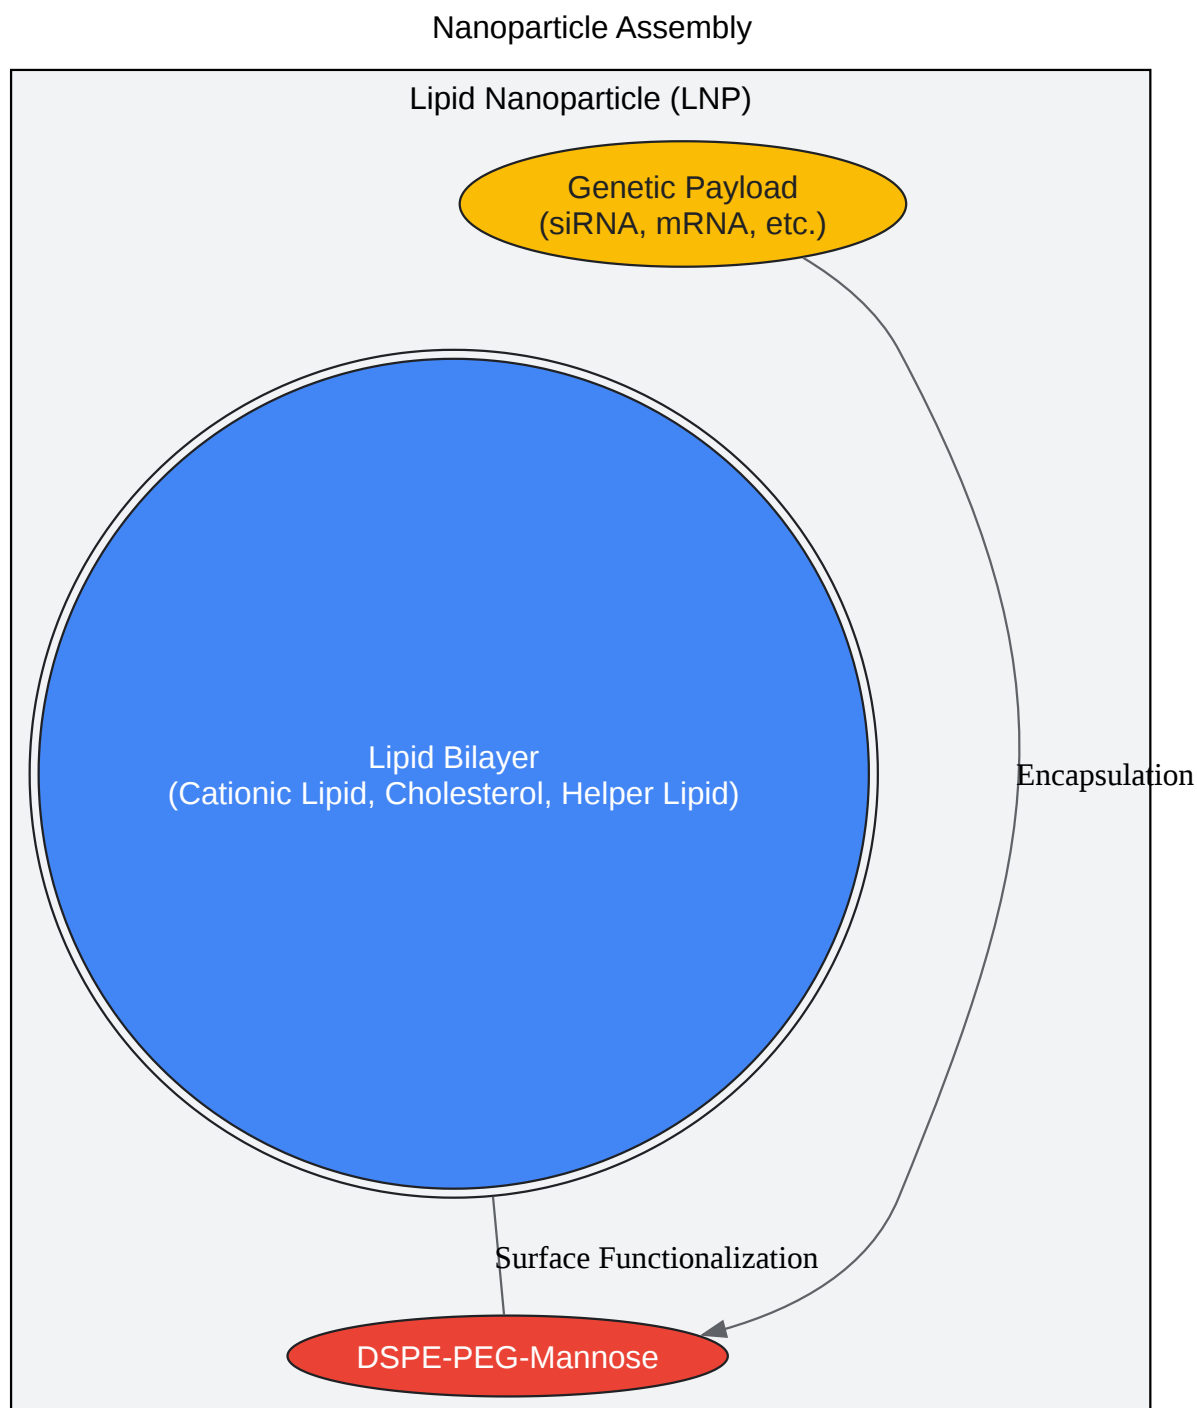 Nanoparticle Assembly
Lipid Nanoparticle (LNP)
Genetic Payload
(siRNA, mRNA, etc.)
Lipid Bilayer
(Cationic Lipid, Cholesterol, Helper Lipid)
Encapsulation
Surface Functionalization
DSPE-PEG-Mannose